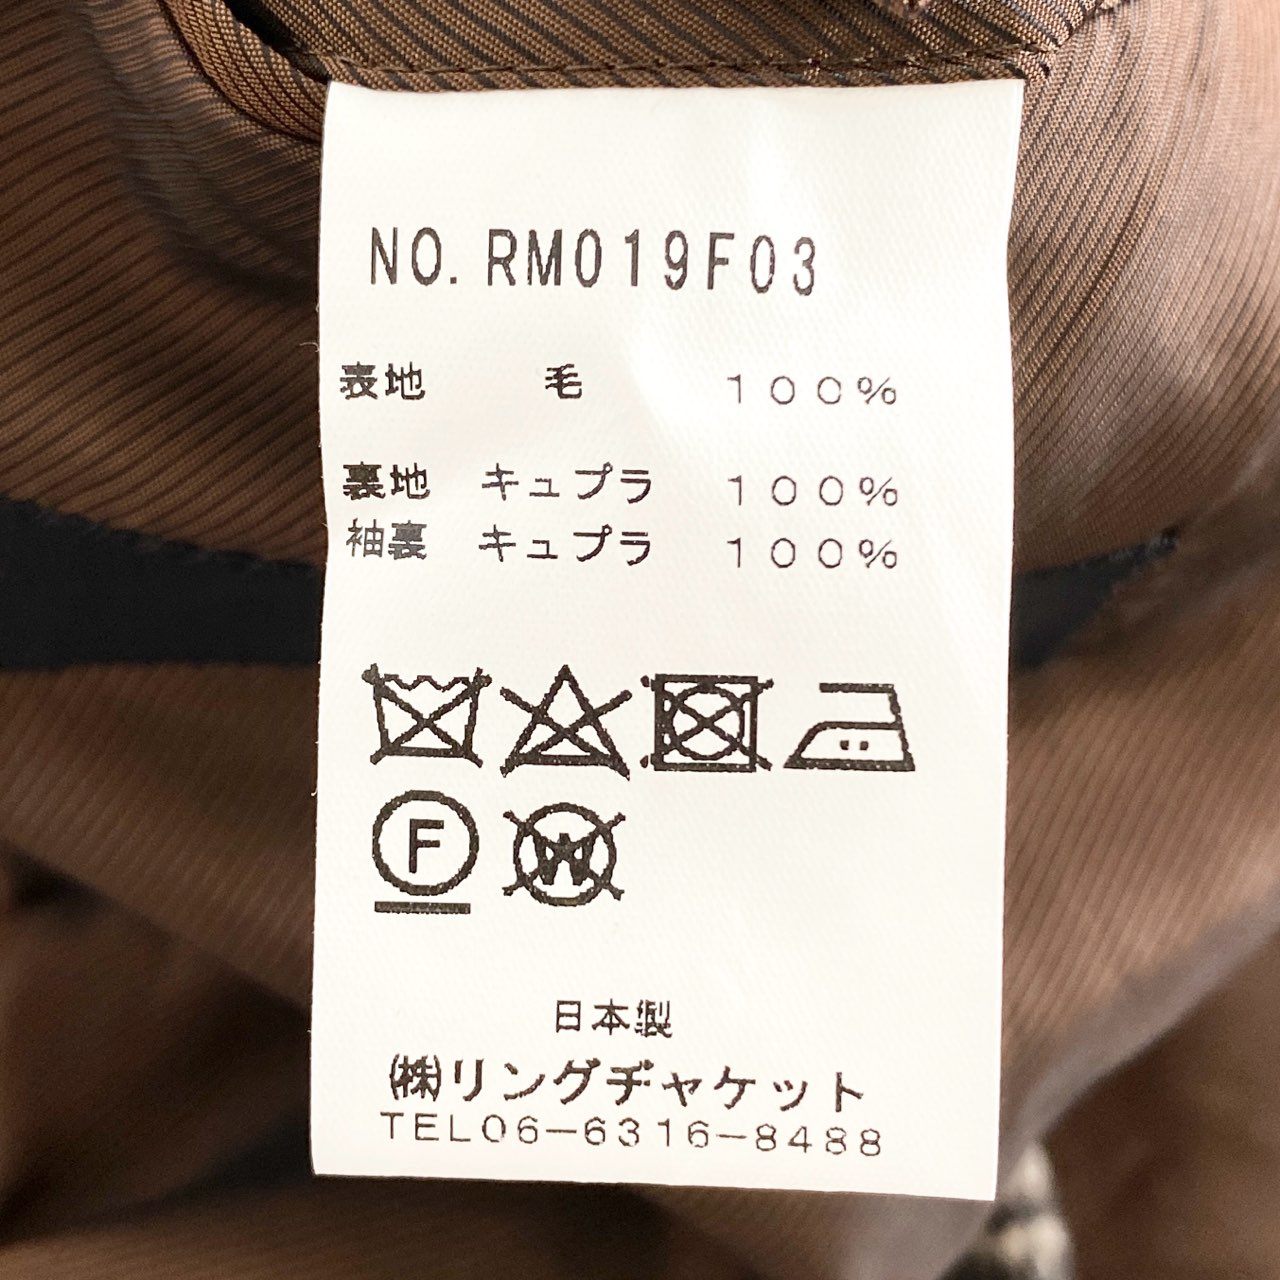 NO. RM019F03
表地 毛 100%
裏地 キュプラ 100%
袖裏 キュプラ 100%
F
W
日本製
㈱リングヂャケット
TEL06-6316-8488